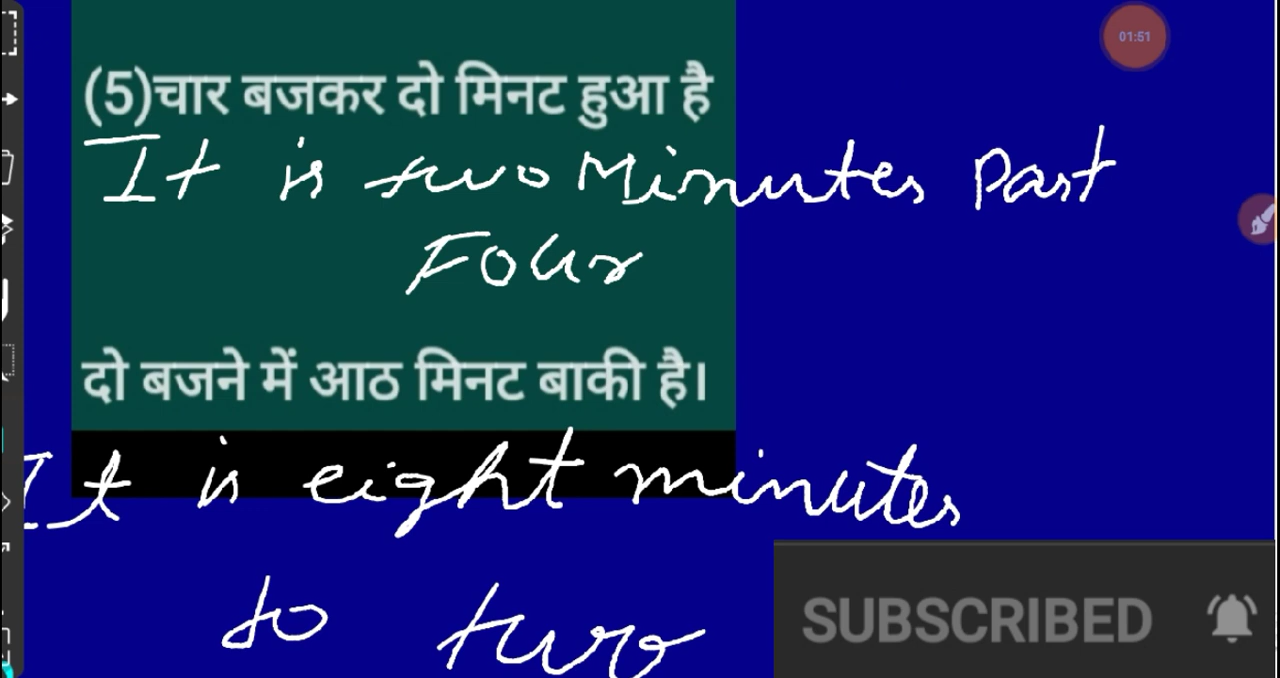 01:51
(5)चार बजकर दो मिनट हुआ है
It is two Minutes Past
Four
दो बजने में आठ मिनट बाकी है।
It is eight minutes
to two
SUBSCRIBED